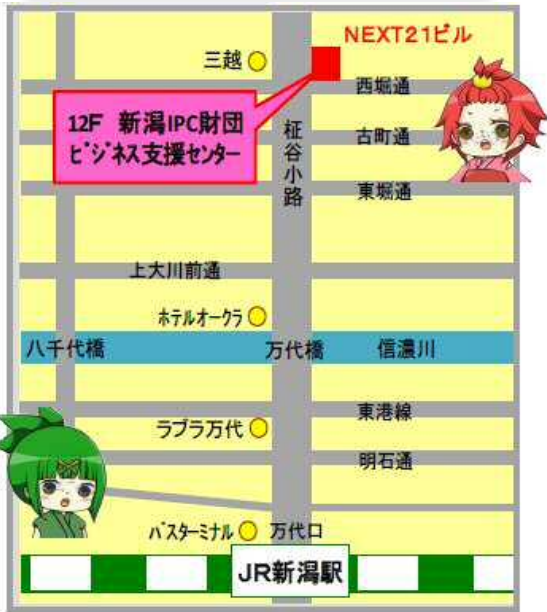 NEXT21ビル
三越
西堀通
12F 新潟IPC財団
ビジネス支援センター
柾谷小路
古町通
東堀通
上大川前通
ホテルオークラ
八千代橋
万代橋
信濃川
東港線
ラブラ万代
明石通
バスターミナル
万代口
JR新潟駅